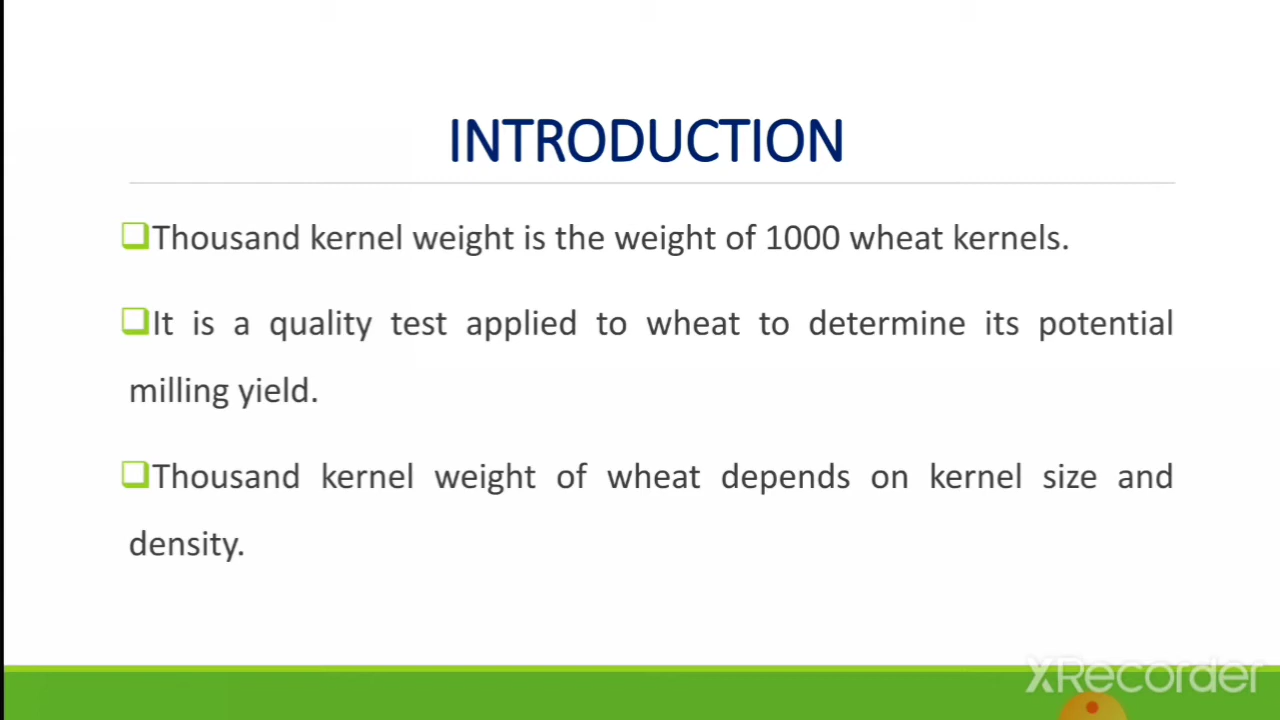 INTRODUCTION
Thousand kernel weight is the weight of 1000 wheat kernels.
It is a quality test applied to wheat to determine its potential
milling yield.
Thousand kernel weight of wheat depends on kernel size and
density.
XRecorder